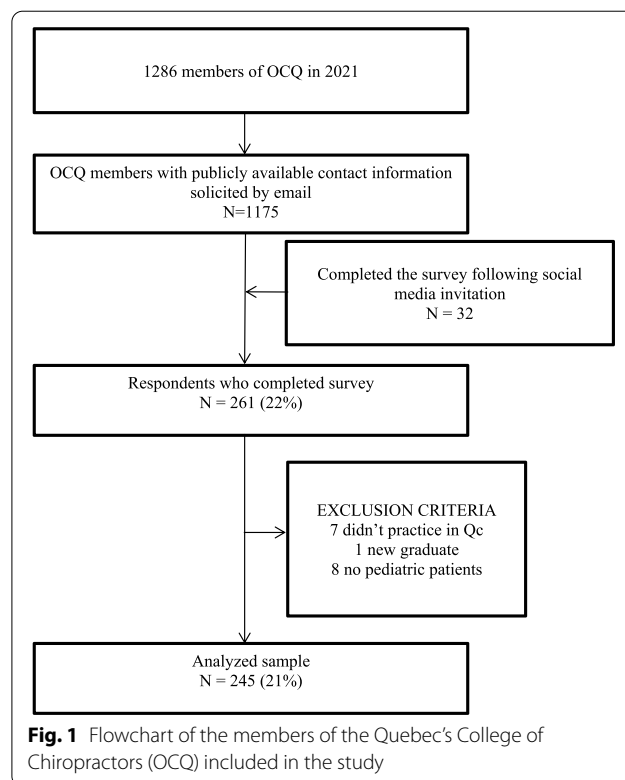 1286 members of OCQ in 2021
OCQ members with publicly available contact information
solicited by email
N=1175
Completed the survey following social
media invitation
N = 32
Respondents who completed survey
N = 261 (22%)
EXCLUSION CRITERIA
7 didn't practice in Qc
1 new graduate
8 no pediatric patients
Analyzed sample
N = 245 (21%)
Fig. 1 Flowchart of the members of the Quebec's College of
Chiropractors (OCQ) included in the study